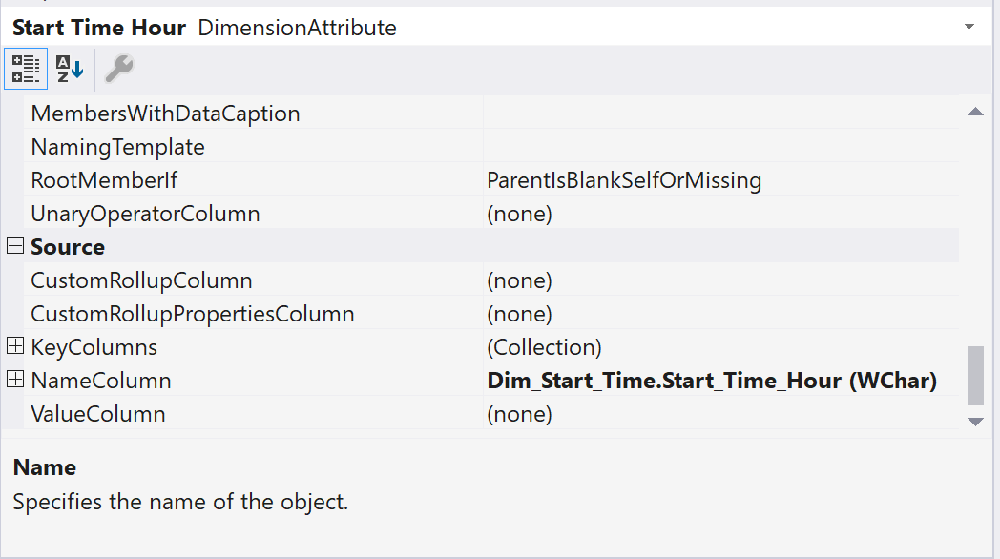 Start Time Hour DimensionAttribute
MembersWithDataCaption
NamingTemplate
RootMemberIf ParentIsBlankSelfOrMissing
UnaryOperatorColumn (none)
Source
CustomRollupColumn (none)
CustomRollupPropertiesColumn (none)
KeyColumns (Collection)
NameColumn Dim_Start_Time.Start_Time_Hour (WChar)
ValueColumn (none)
Name
Specifies the name of the object.